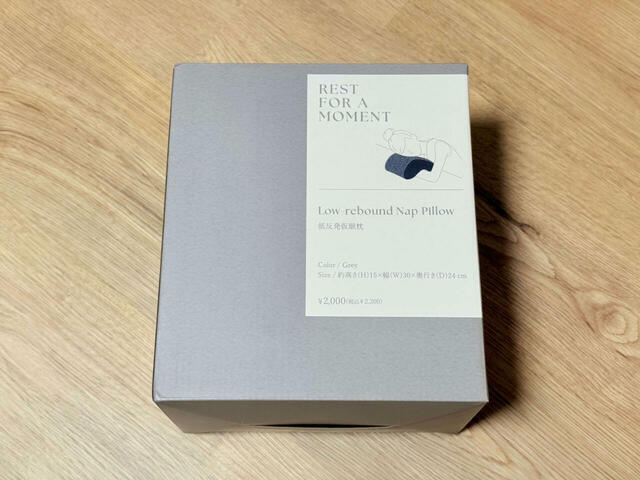 REST
FOR A
MOMENT
Low-rebound Nap Pillow
低反発仮眠枕
Color / Grey
Size / 約高さ(H)15×幅(W)30×奥行き(D)24 cm
¥2,000(税込¥2,200)